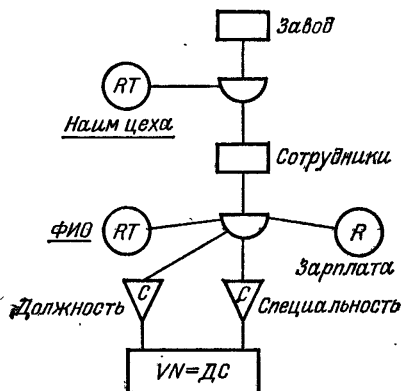 Завод
RT
Наим цеха
Сотрудники
ФИО
RT
R
Зарплата
Должность
С
С
Специальность
VN=ДС